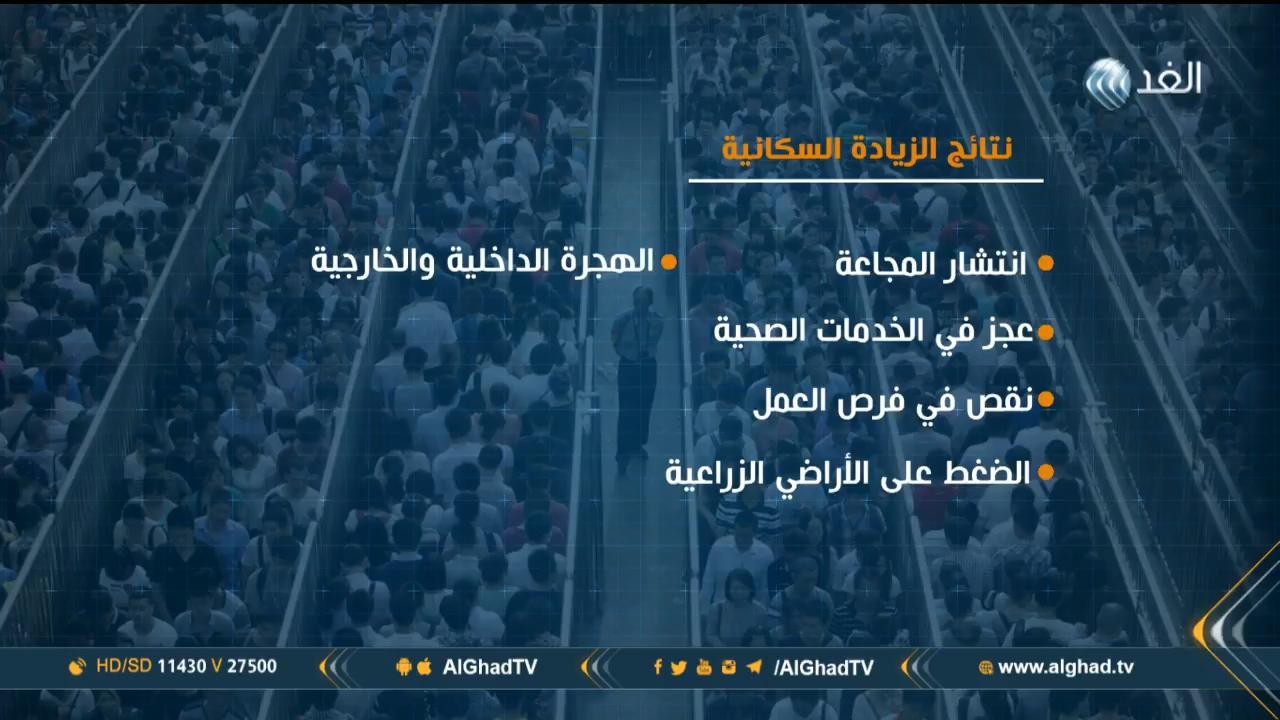 الغد
نتائج الزيادة السكانية
انتشار المجاعة
عجز في الخدمات الصحية
نقص في فرص العمل
الضغط على الأراضي الزراعية
الهجرة الداخلية والخارجية
HD/SD 11430 V 27500
AlGhadTV
/AlGhadTV
www.alghad.tv